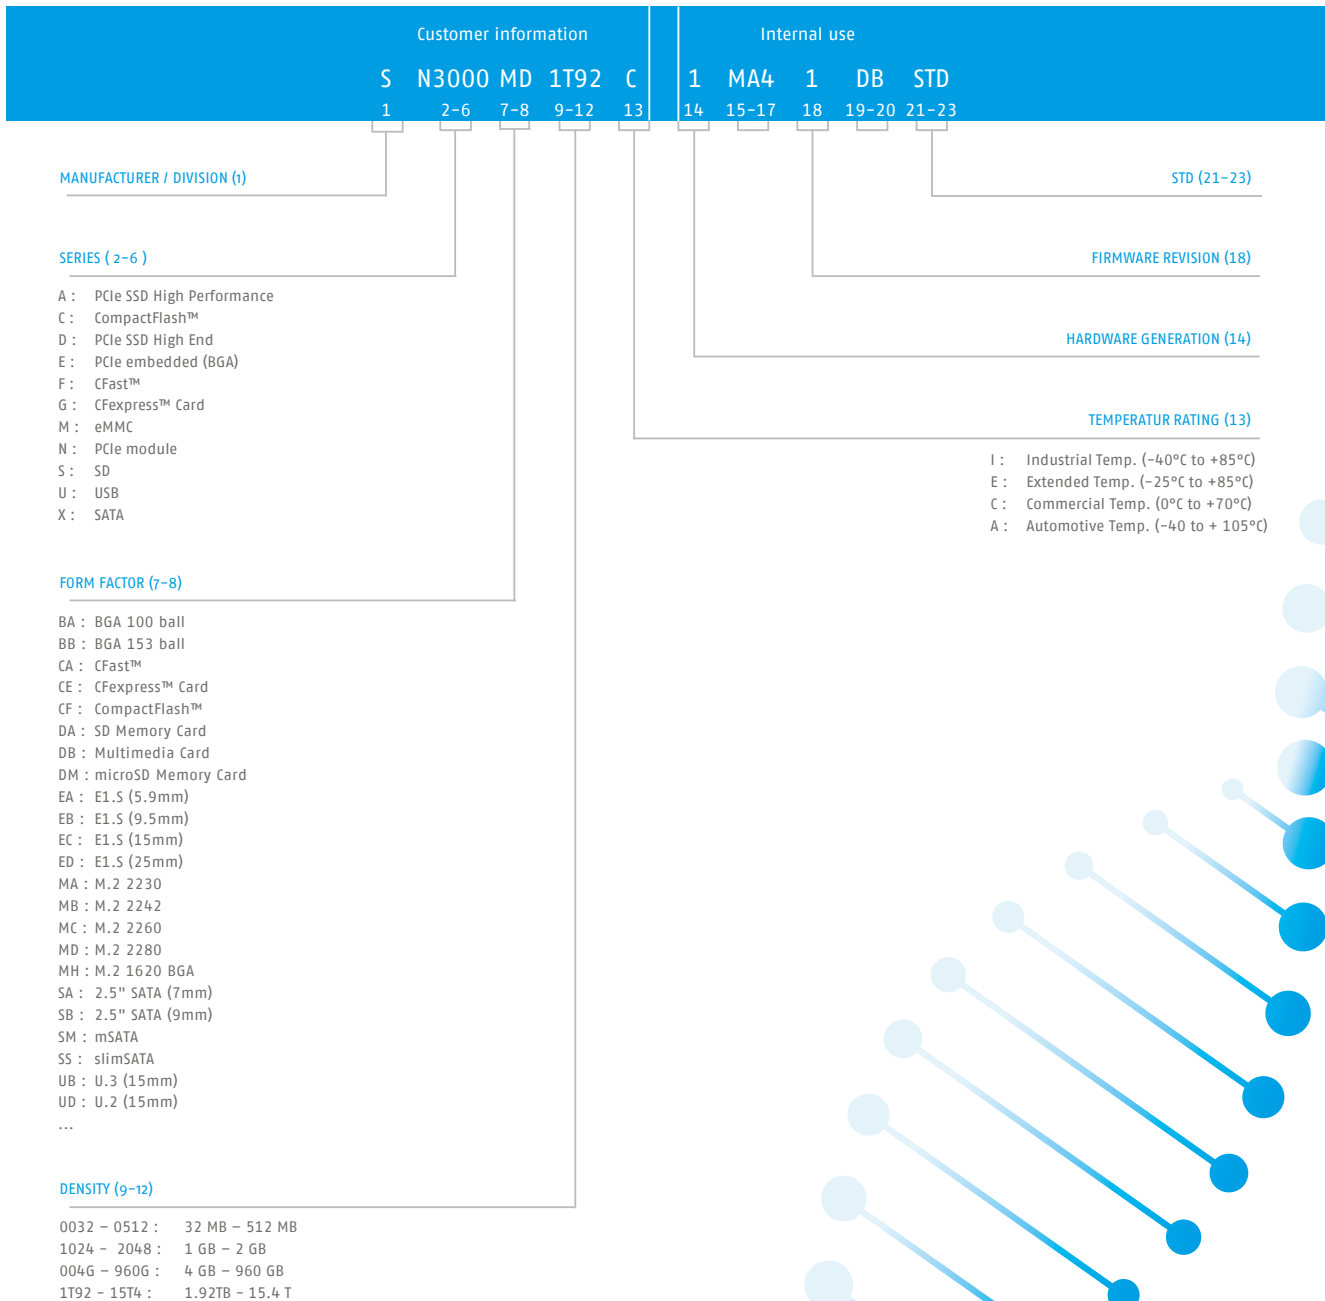 Customer information
Internal use
S N3000 MD 1T92 C 1 MA4 1 DB STD
1 2-6 7-8 9-12 13 14 15-17 18 19-20 21-23
MANUFACTURER / DIVISION (1)
STD (21-23)
SERIES ( 2-6 )
FIRMWARE REVISION (18)
A : PCIe SSD High Performance
C : CompactFlash™
D : PCIe SSD High End
HARDWARE GENERATION (14)
E : PCIe embedded (BGA)
F : CFast™
G : CFexpress™ Card
TEMPERATUR RATING (13)
M : eMMC
N : PCIe module
S : SD
U : USB
X : SATA
I : Industrial Temp. (-40°C to +85°C)
E : Extended Temp. (-25°C to +85°C)
C : Commercial Temp. (0°C to +70°C)
A : Automotive Temp. (-40 to + 105°C)
FORM FACTOR (7-8)
BA : BGA 100 ball
BB : BGA 153 ball
CA : CFast™
CE : CFexpress™ Card
CF : CompactFlash™
DA : SD Memory Card
DB : Multimedia Card
DM : microSD Memory Card
EA : E1.S (5.9mm)
EB : E1.S (9.5mm)
EC : E1.S (15mm)
ED : E1.S (25mm)
MA : M.2 2230
MB : M.2 2242
MC : M.2 2260
MD : M.2 2280
MH : M.2 1620 BGA
SA : 2.5" SATA (7mm)
SB : 2.5" SATA (9mm)
SM : mSATA
SS : slimSATA
UB : U.3 (15mm)
UD : U.2 (15mm)
...
DENSITY (9-12)
0032 – 0512 : 32 MB – 512 MB
1024 - 2048 : 1 GB – 2 GB
004G – 960G : 4 GB – 960 GB
1T92 - 15T4 : 1.92TB - 15.4 T